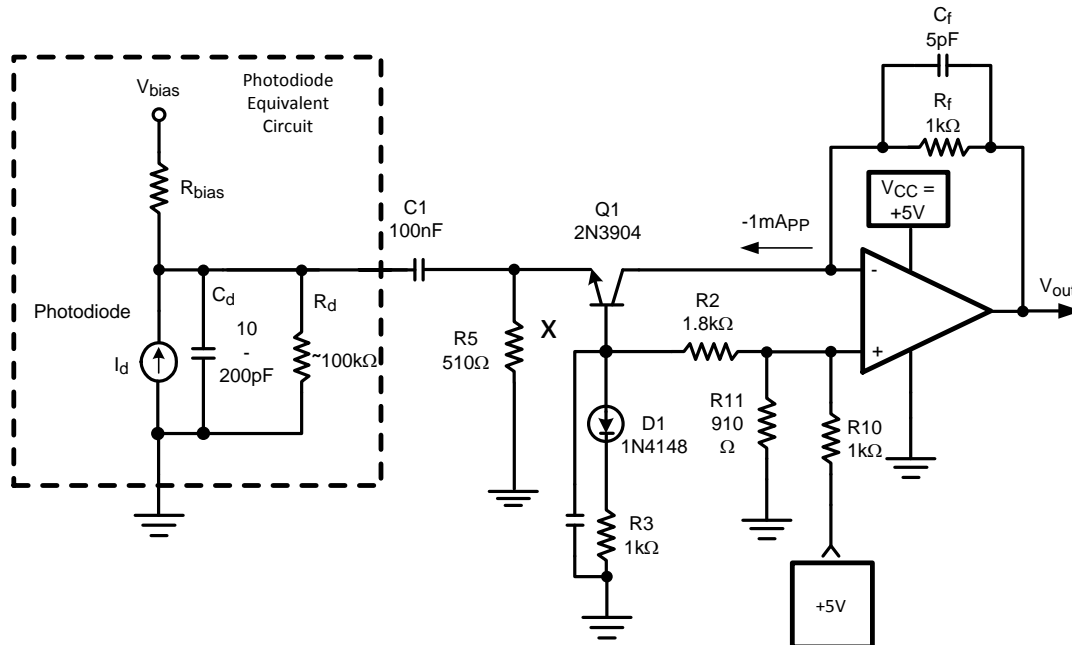 Photodiode
Equivalent
Circuit
Vbias
Rbias
Photodiode
Id
Cd
10
-
200pF
Rd
~100kΩ
C1
100nF
R5
510Ω
X
Q1
2N3904
-1mAPP
Cf
5pF
Rf
1kΩ
VCC =
+5V
-
+
Vout
R2
1.8kΩ
D1
1N4148
R3
1kΩ
R11
910
Ω
R10
1kΩ
+5V